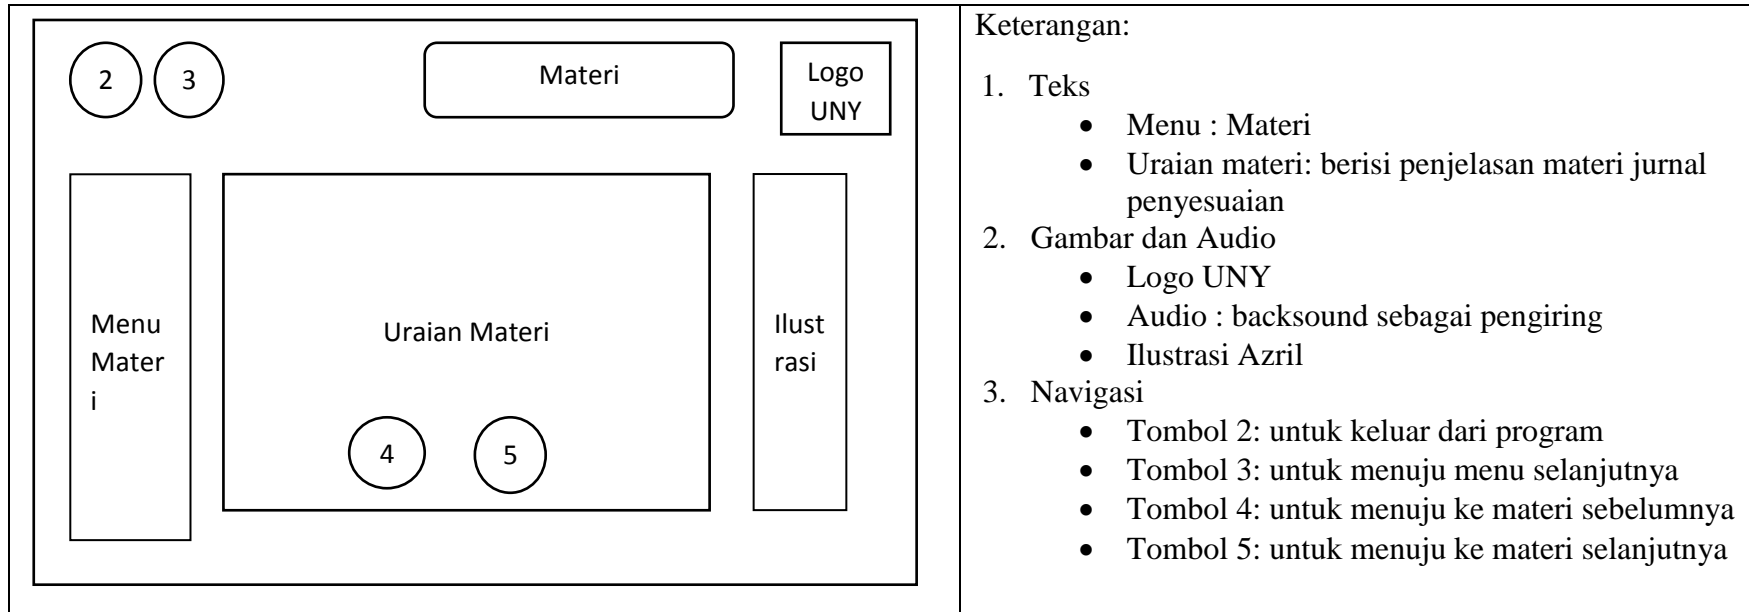 2
3
Materi
Logo
UNY
Menu
Mater
i
Uraian Materi
Ilust
rasi
4
5
Keterangan:
1. Teks
• Menu : Materi
• Uraian materi: berisi penjelasan materi jurnal
penyesuaian
2. Gambar dan Audio
• Logo UNY
• Audio : backsound sebagai pengiring
• Ilustrasi Azril
3. Navigasi
• Tombol 2: untuk keluar dari program
• Tombol 3: untuk menuju menu selanjutnya
• Tombol 4: untuk menuju ke materi sebelumnya
• Tombol 5: untuk menuju ke materi selanjutnya